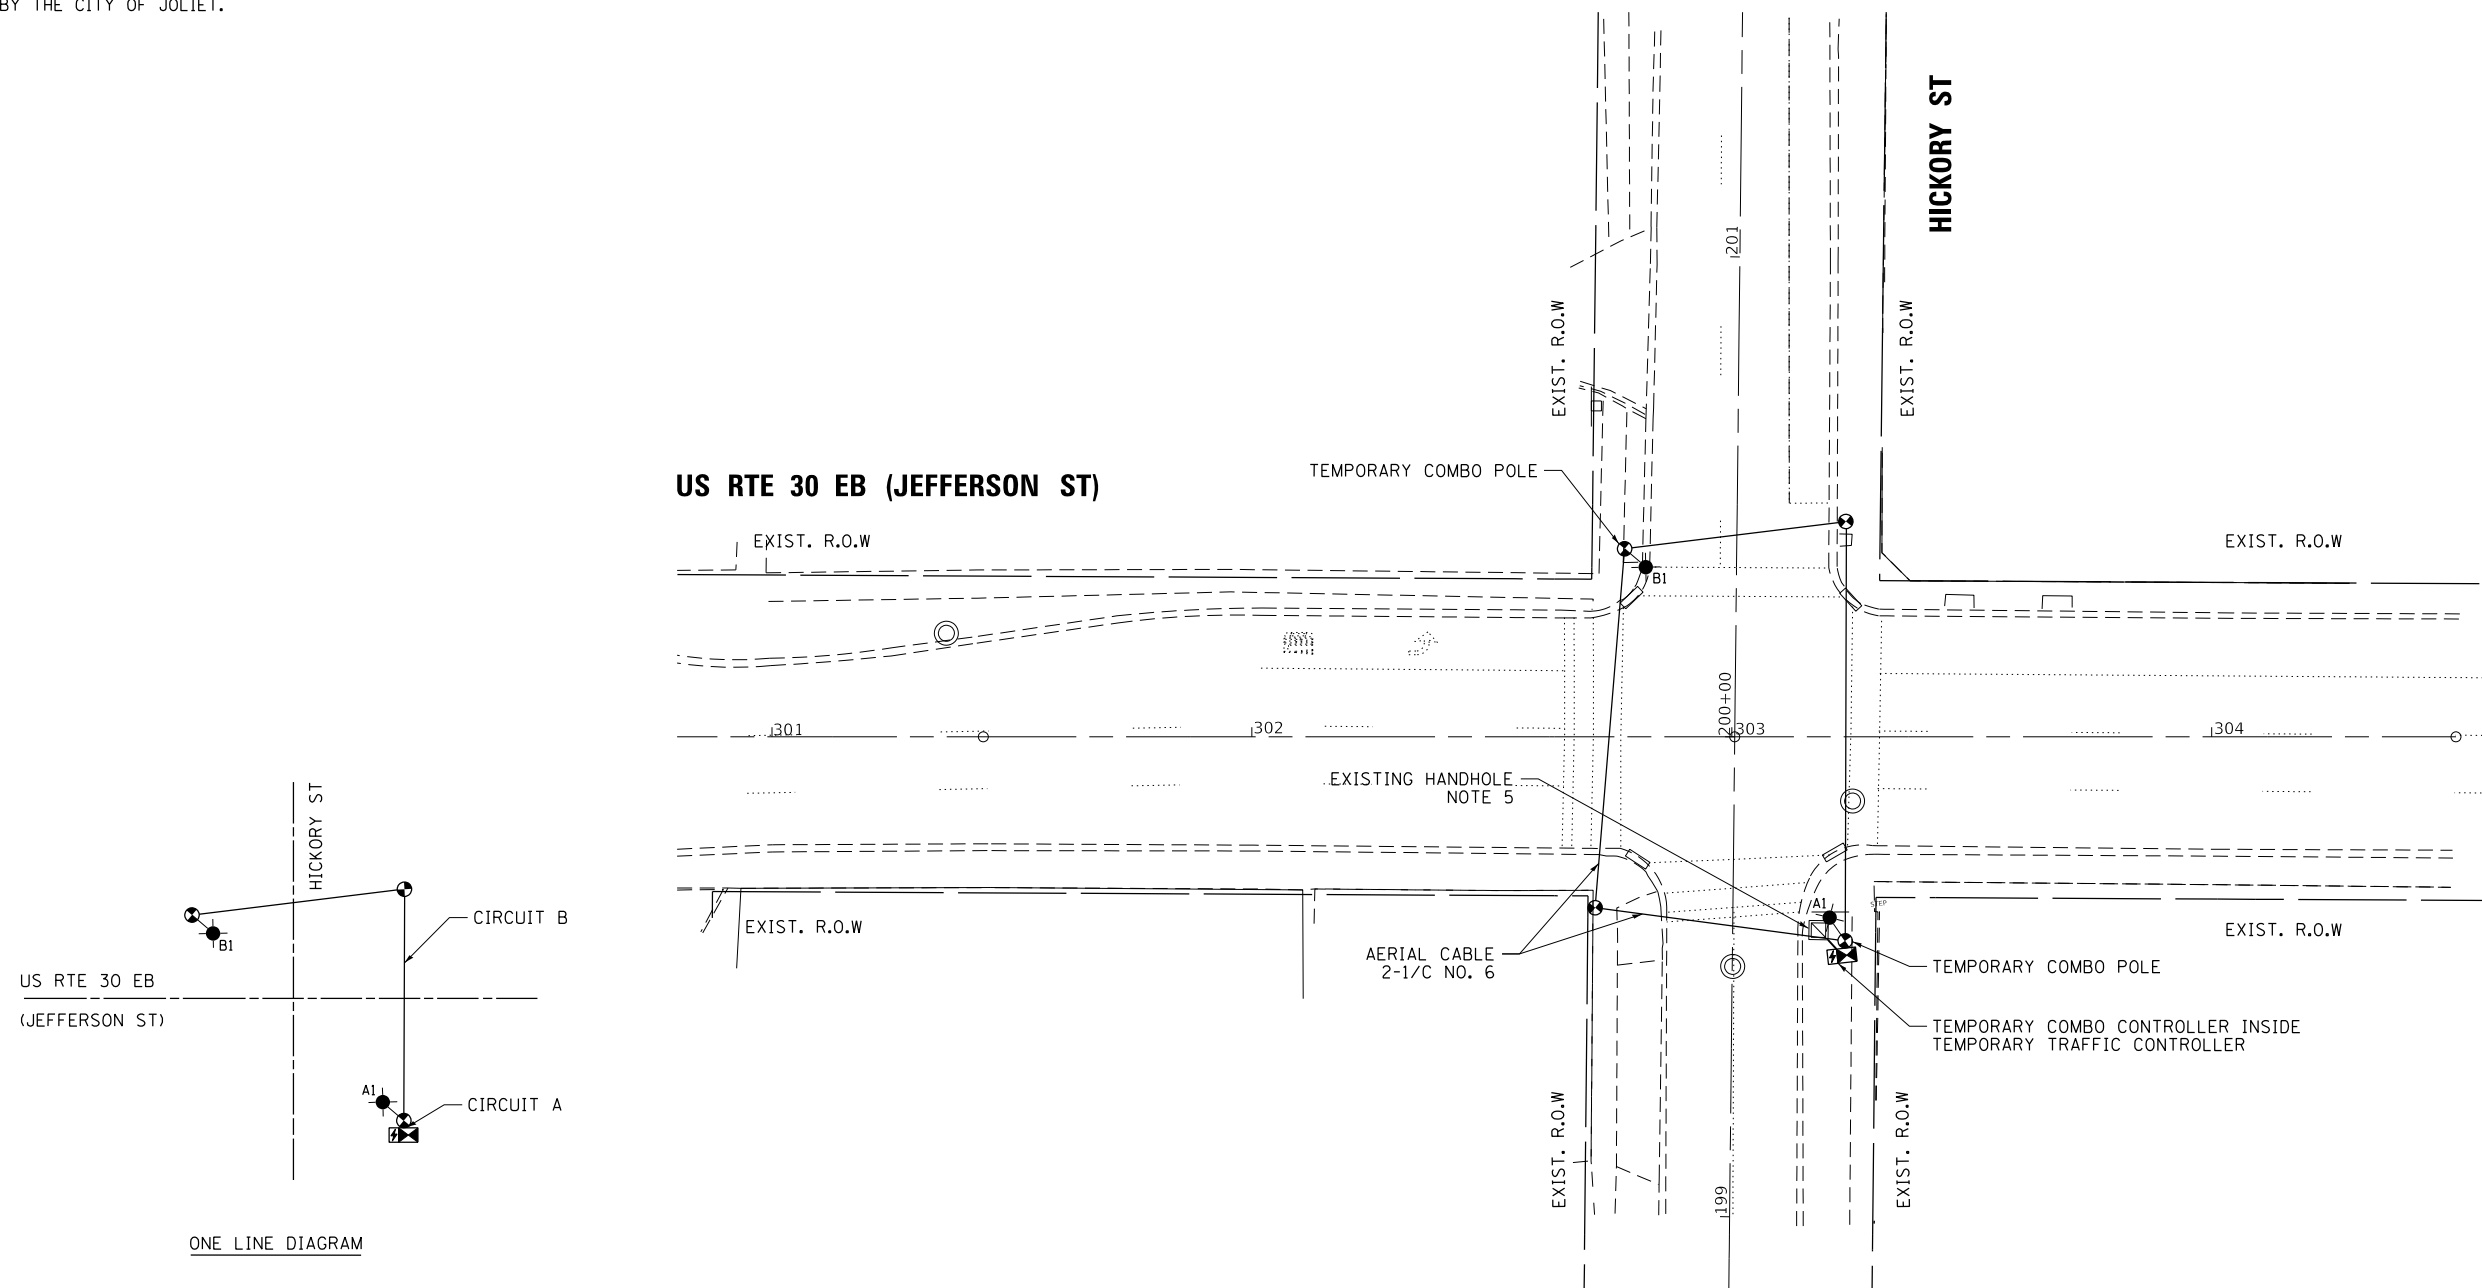 BY THE CITY OF JOLIET.
HICKORY ST
201
EXIST. R.O.W
EXIST. R.O.W
TEMPORARY COMBO POLE
US RTE 30 EB (JEFFERSON ST)
EXIST. R.O.W
EXIST. R.O.W
B1
200+00
301
302
303
304
EXISTING HANDHOLE
NOTE 5
HICKORY ST
CIRCUIT B
B1
US RTE 30 EB
(JEFFERSON ST)
A1
CIRCUIT A
ONE LINE DIAGRAM
EXIST. R.O.W
A1
STEP
EXIST. R.O.W
AERIAL CABLE
2-1/C NO. 6
TEMPORARY COMBO POLE
TEMPORARY COMBO CONTROLLER INSIDE
TEMPORARY TRAFFIC CONTROLLER
EXIST. R.O.W
EXIST. R.O.W
199